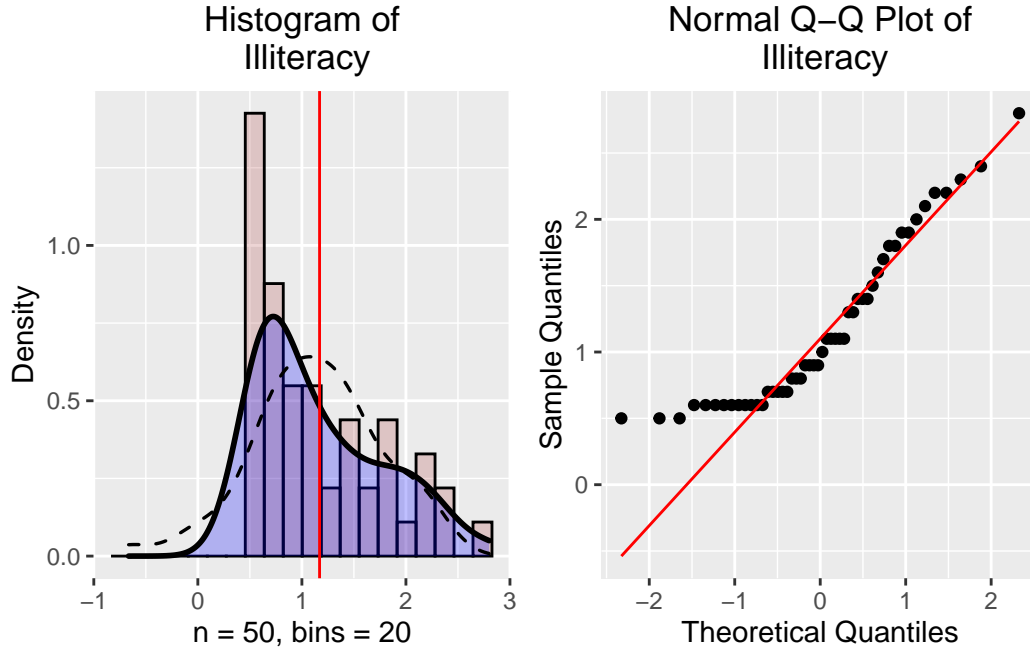 Histogram of
Illiteracy
Density
1.0
0.5
0.0
−1 0 1 2 3
n = 50, bins = 20
Normal Q−Q Plot of
Illiteracy
Sample Quantiles
2
1
0
−2 −1 0 1 2
Theoretical Quantiles